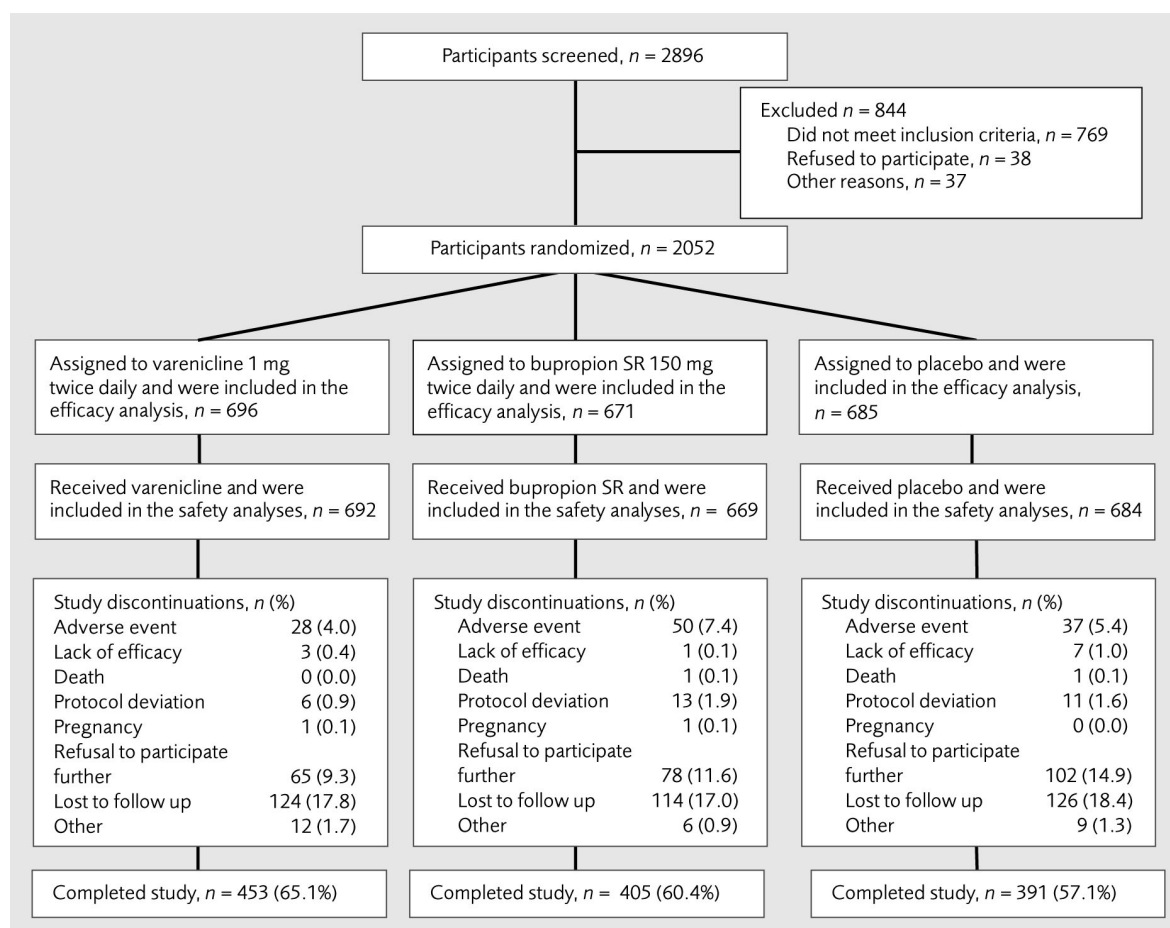 Participants screened, n = 2896
Excluded n = 844
Did not meet inclusion criteria, n = 769
Refused to participate, n = 38
Other reasons, n = 37
Participants randomized, n = 2052
Assigned to varenicline 1 mg
twice daily and were included in the
efficacy analysis, n = 696
Assigned to bupropion SR 150 mg
twice daily and were included in the
efficacy analysis, n = 671
Assigned to placebo and were
included in the efficacy analysis,
n = 685
Received varenicline and were
included in the safety analyses, n = 692
Received bupropion SR and were
included in the safety analyses, n = 669
Received placebo and were
included in the safety analyses, n = 684
Study discontinuations, n (%)
Adverse event 28 (4.0)
Lack of efficacy 3 (0.4)
Death 0 (0.0)
Protocol deviation 6 (0.9)
Pregnancy 1 (0.1)
Refusal to participate
further 65 (9.3)
Lost to follow up 124 (17.8)
Other 12 (1.7)
Study discontinuations, n (%)
Adverse event 50 (7.4)
Lack of efficacy 1 (0.1)
Death 1 (0.1)
Protocol deviation 13 (1.9)
Pregnancy 1 (0.1)
Refusal to participate
further 78 (11.6)
Lost to follow up 114 (17.0)
Other 6 (0.9)
Study discontinuations, n (%)
Adverse event 37 (5.4)
Lack of efficacy 7 (1.0)
Death 1 (0.1)
Protocol deviation 11 (1.6)
Pregnancy 0 (0.0)
Refusal to participate
further 102 (14.9)
Lost to follow up 126 (18.4)
Other 9 (1.3)
Completed study, n = 453 (65.1%)
Completed study, n = 405 (60.4%)
Completed study, n = 391 (57.1%)